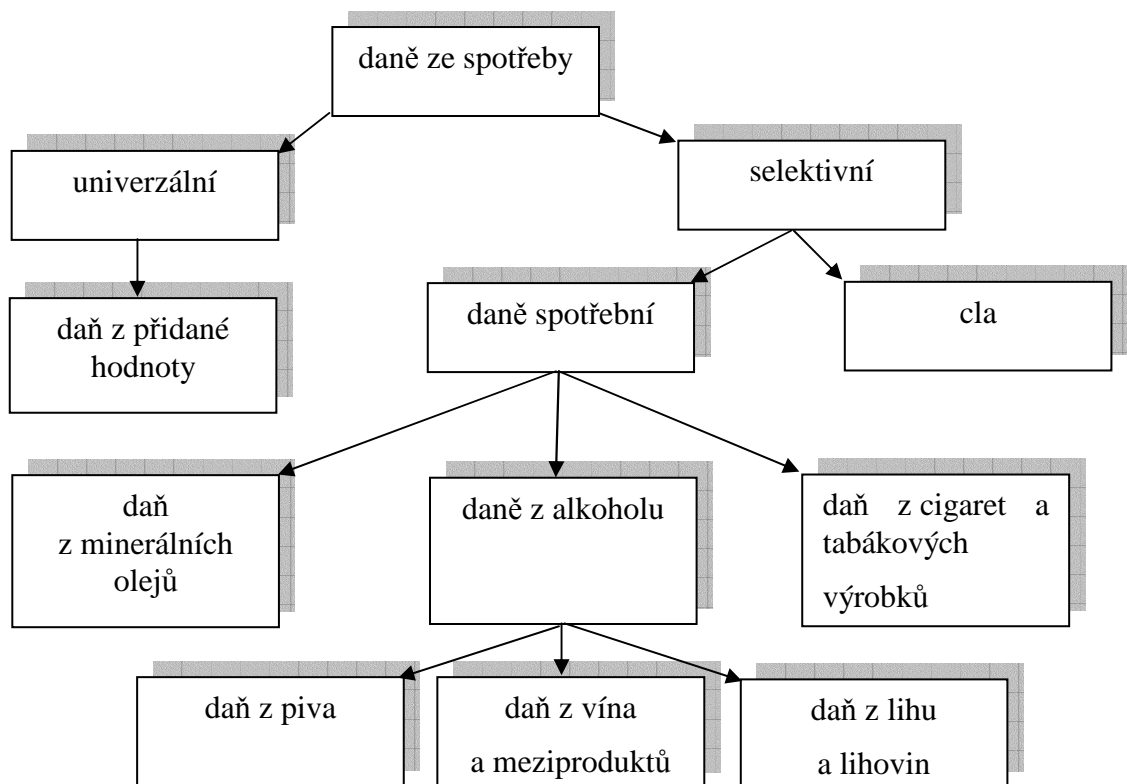 daně ze spotřeby
univerzální
selektivní
daň z přidané
hodnoty
daně spotřební
cla
daň
z minerálních
olejů
daně z alkoholu
daň z cigaret a
tabákových
výrobků
daň z piva
daň z vína
a meziproduktů
daň z lihu
a lihovin